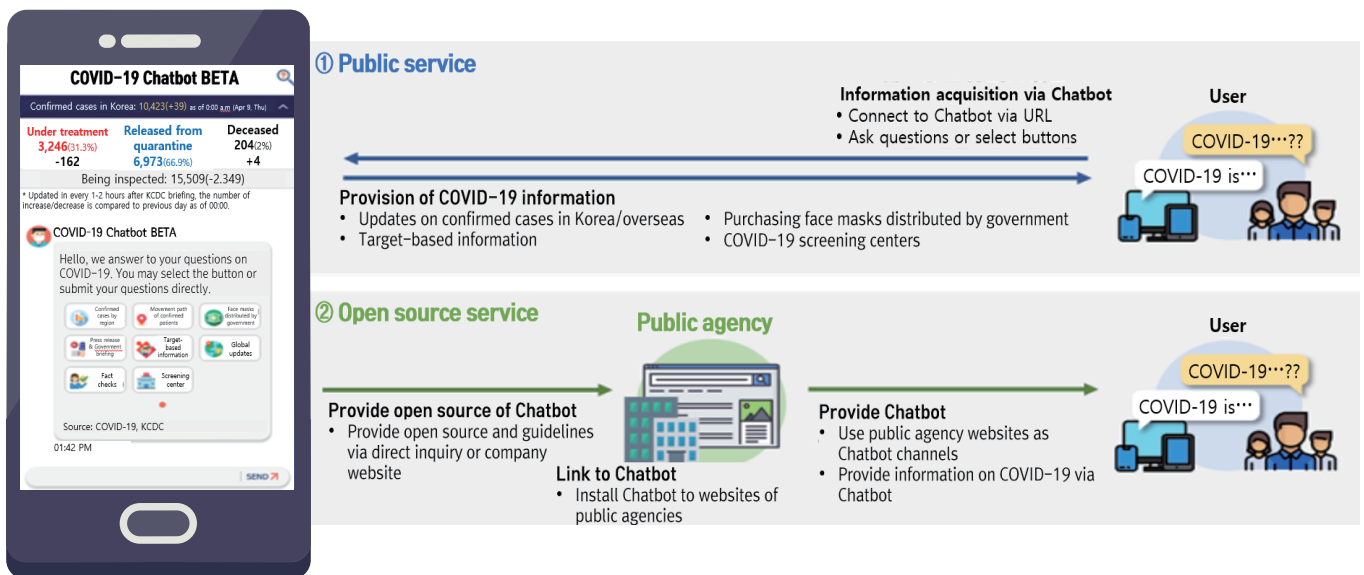 COVID-19 Chatbot BETA
Confirmed cases in Korea: 10,423(+39) as of 0:00 a.m (Apr 9, Thu)
Under treatment
3,246(31.3%)
-162
Released from
quarantine
6,973(66.9%)
Deceased
204(2%)
+4
Being inspected: 15,509(-2.349)
* Updated in every 1-2 hours after KCDC briefing, the number of
increase/decrease is compared to previous day as of 00:00.
COVID-19 Chatbot BETA
Hello, we answer to your questions on
COVID-19. You may select the button or
submit your questions directly.
Confirmed
cases by
region
Movement path
of confirmed
patients
Face masks
distributed by
government
Press release
& Government
briefing
Target-
based
information
Global
updates
Fact
checks
Screening
center
Source: COVID-19, KCDC
01:42 PM
SEND
① Public service
Information acquisition via Chatbot
• Connect to Chatbot via URL
• Ask questions or select buttons
Provision of COVID-19 information
• Updates on confirmed cases in Korea/overseas
• Target-based information
• Purchasing face masks distributed by government
• COVID-19 screening centers
User
COVID-19···??
COVID-19 is···
② Open source service
Provide open source of Chatbot
• Provide open source and guidelines
via direct inquiry or company
website
Public agency
Link to Chatbot
• Install Chatbot to websites of
public agencies
Provide Chatbot
• Use public agency websites as
Chatbot channels
• Provide information on COVID-19 via
Chatbot
User
COVID-19···??
COVID-19 is···